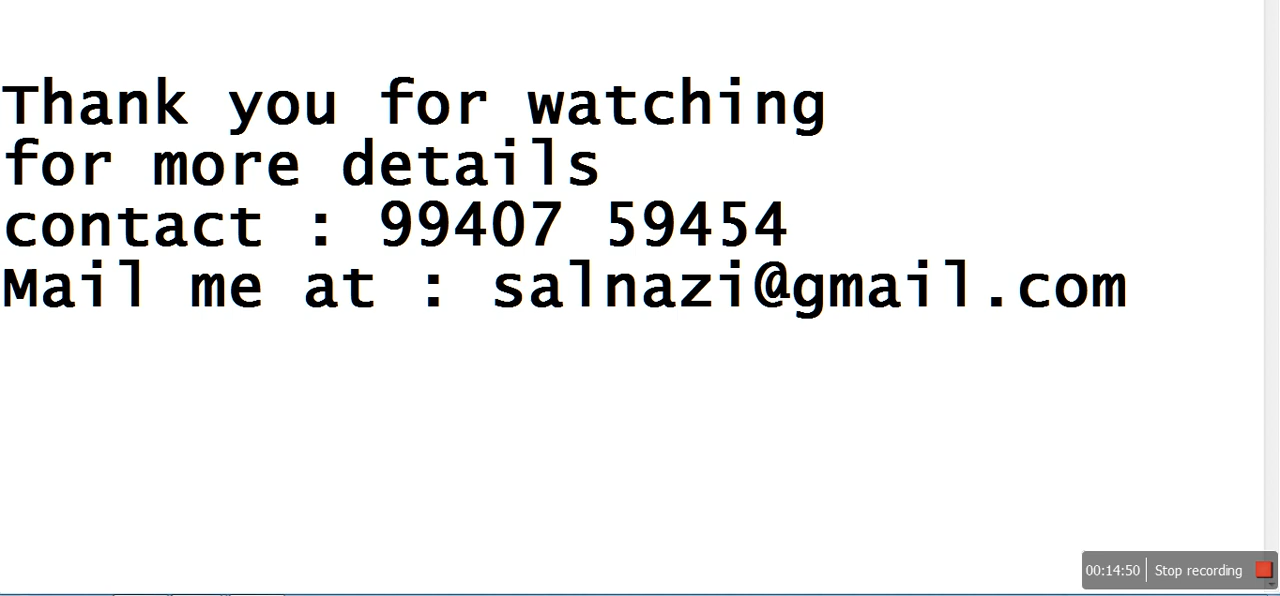 Thank you for watching
for more details
contact : 99407 59454
Mail me at : salnazi@gmail.com
00:14:50 Stop recording